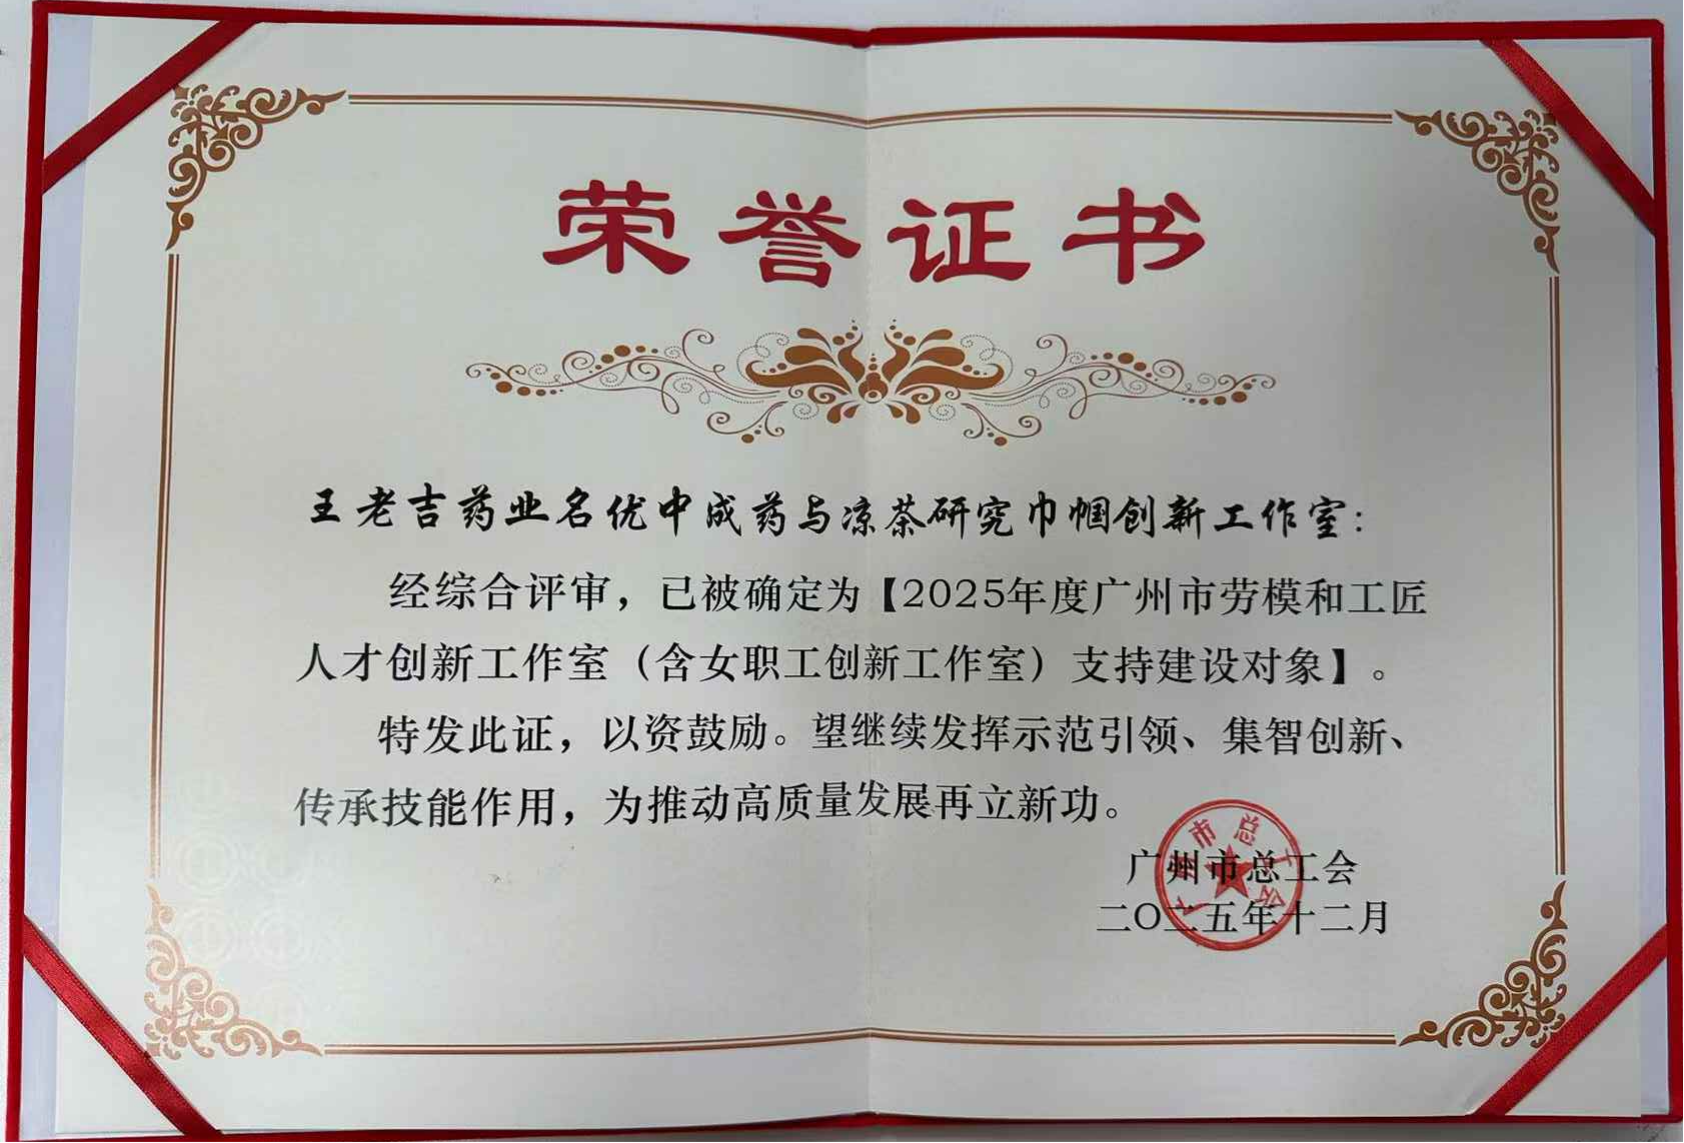 荣誉证书
王老吉药业名优中成药与凉茶研究巾帼创新工作室：
经综合评审，已被确定为【2025年度广州市劳模和工匠
人才创新工作室（含女职工创新工作室）支持建设对象】。
特发此证，以资鼓励。望继续发挥示范引领、集智创新、
传承技能作用，为推动高质量发展再立新功。
广州市总工会
二〇二五年十二月
广州市总工会